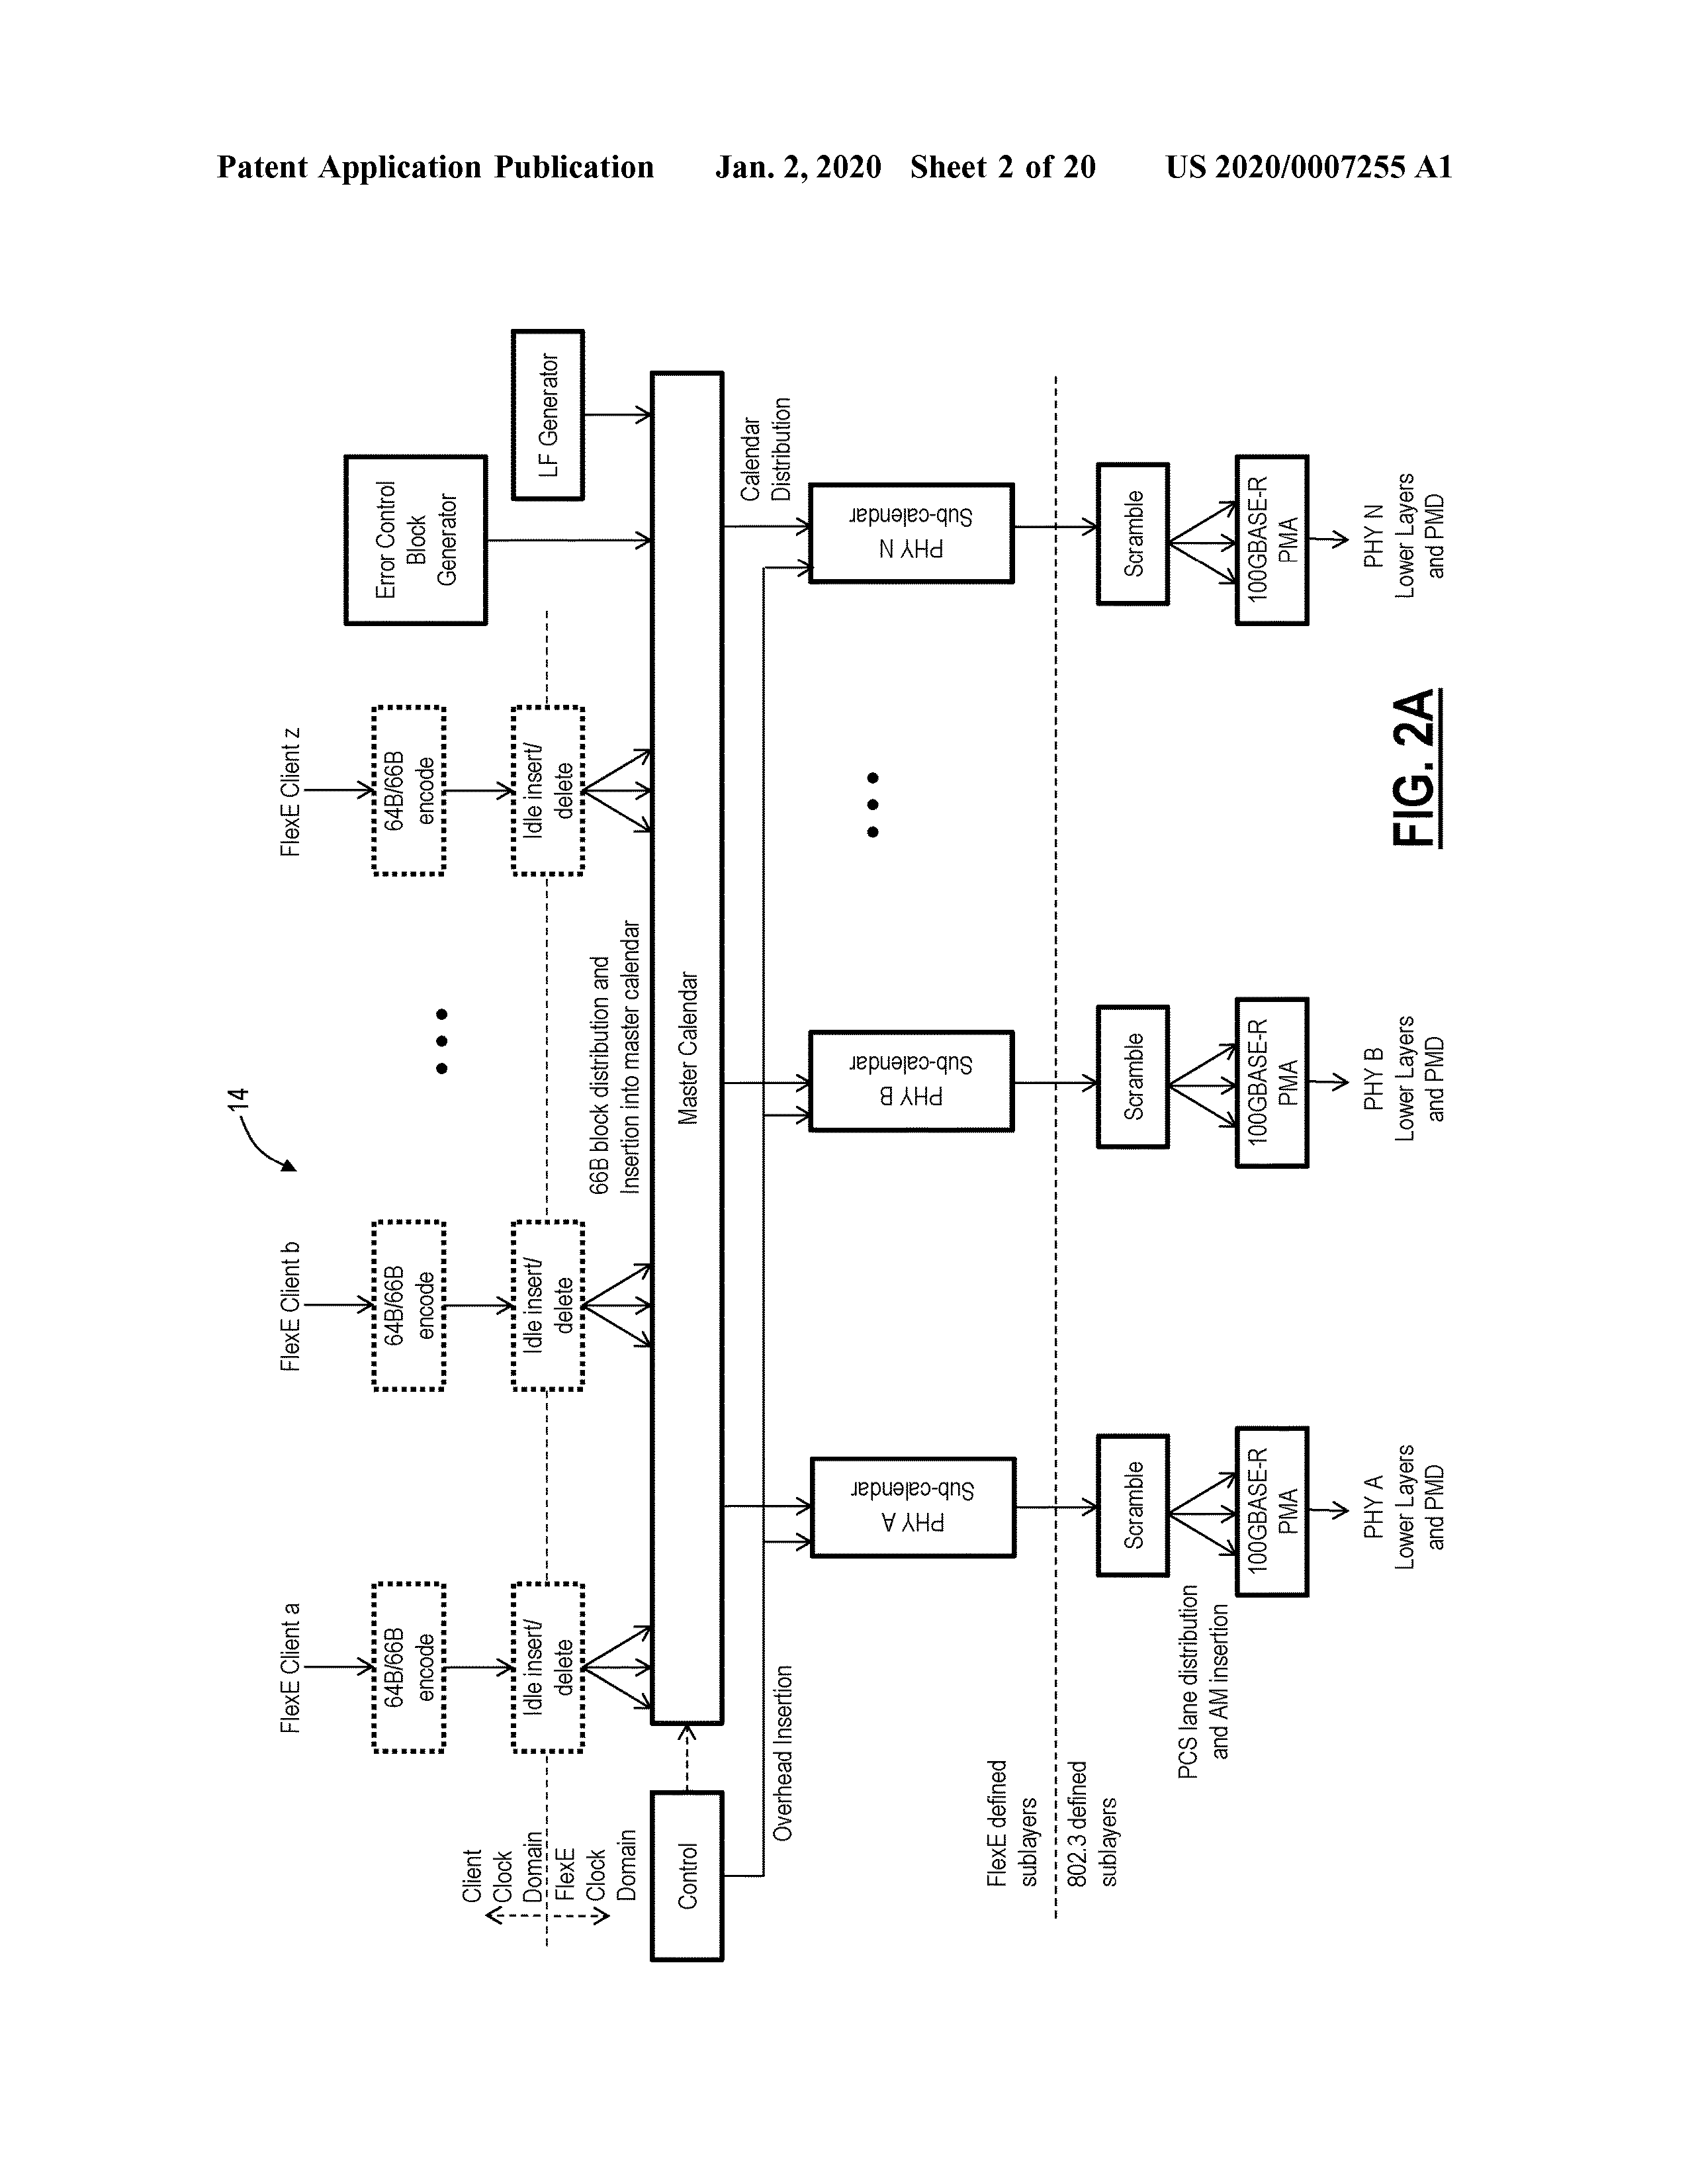 Patent Application Publication Jan. 2, 2020 Sheet 2 of 20 US 2020/0007255 A1
14
FlexE Client a
FlexE Client b
FlexE Client z
64B/66B
encode
64B/66B
encode
64B/66B
encode
Error Control
Block
Generator
Client
Clock
Domain
FlexE
Clock
Domain
Idle insert/
delete
Idle insert/
delete
Idle insert/
delete
LF Generator
66B block distribution and
Insertion into master calendar
Control
Master Calendar
Overhead Insertion
Calendar
Distribution
PHY A
Sub-calendar
PHY B
Sub-calendar
PHY N
Sub-calendar
FlexE defined
sublayers
802.3 defined
sublayers
Scramble
Scramble
Scramble
PCS lane distribution
and AM insertion
100GBASE-R
PMA
100GBASE-R
PMA
100GBASE-R
PMA
PHY A
Lower Layers
and PMD
PHY B
Lower Layers
and PMD
PHY N
Lower Layers
and PMD
FIG. 2A